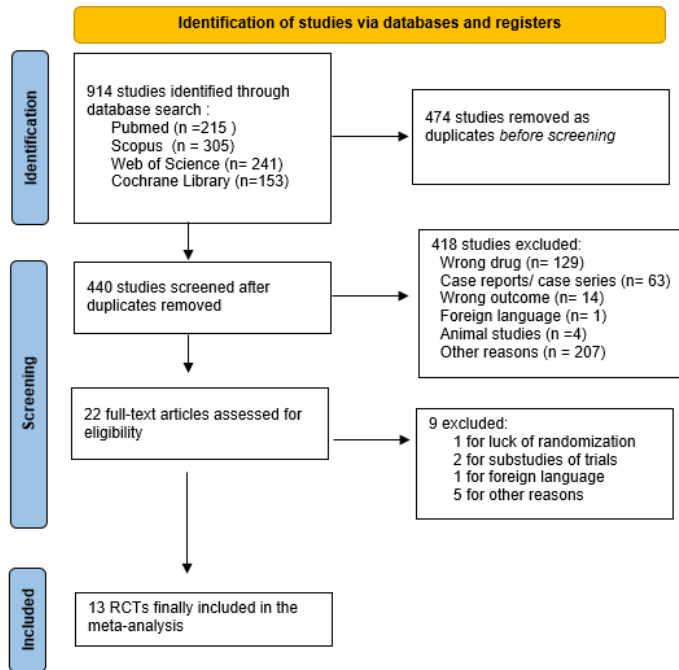 Identification of studies via databases and registers
Identification
914 studies identified through
database search :
Pubmed (n =215 )
Scopus (n = 305)
Web of Science (n= 241)
Cochrane Library (n=153)
474 studies removed as
duplicates before screening
Screening
440 studies screened after
duplicates removed
418 studies excluded:
Wrong drug (n= 129)
Case reports/ case series (n= 63)
Wrong outcome (n= 14)
Foreign language (n= 1)
Animal studies (n =4)
Other reasons (n = 207)
22 full-text articles assessed for
eligibility
9 excluded:
1 for luck of randomization
2 for substudies of trials
1 for foreign language
5 for other reasons
Included
13 RCTs finally included in the
meta-analysis